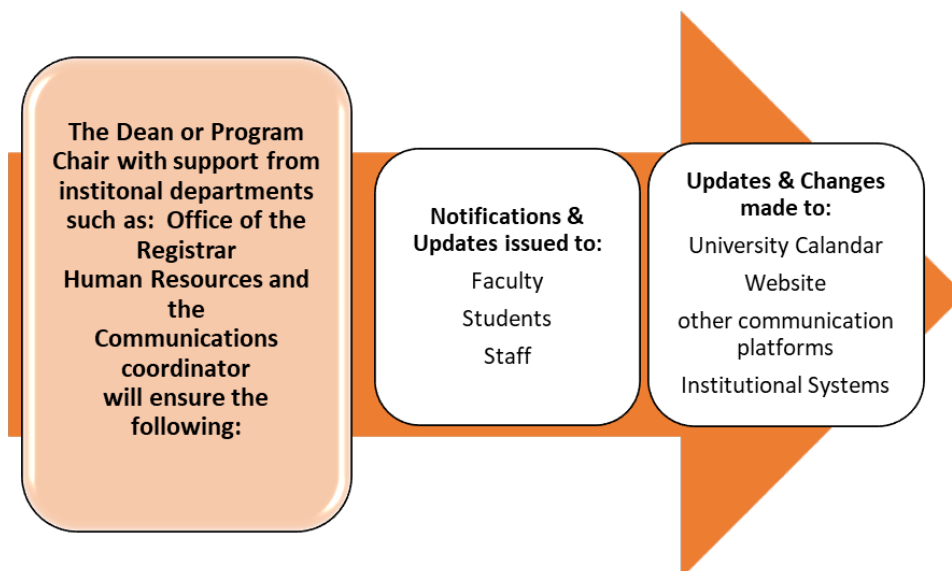 The Dean or Program
Chair with support from
institonal departments
such as:  Office of the
Registrar
Human Resources and
the
Communications
coordinator
will ensure the
following:
Notifications &
Updates issued to:
Faculty
Students
Staff
Updates & Changes
made to:
University Calandar
Website
other communication
platforms
Institutional Systems